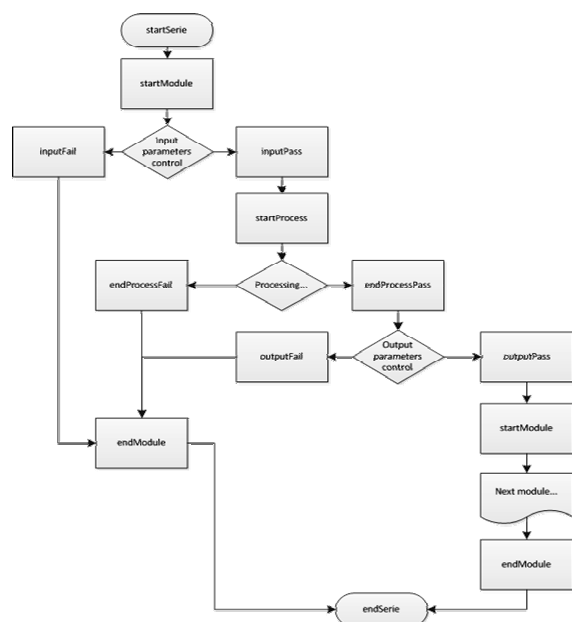 startSerie
startModule
Input
parameters
control
inputFail
inputPass
startProcess
Processing...
endProcessFail
endProcessPass
Output
parameters
control
outputFail
outputPass
endModule
startModule
Next module...
endModule
endSerie